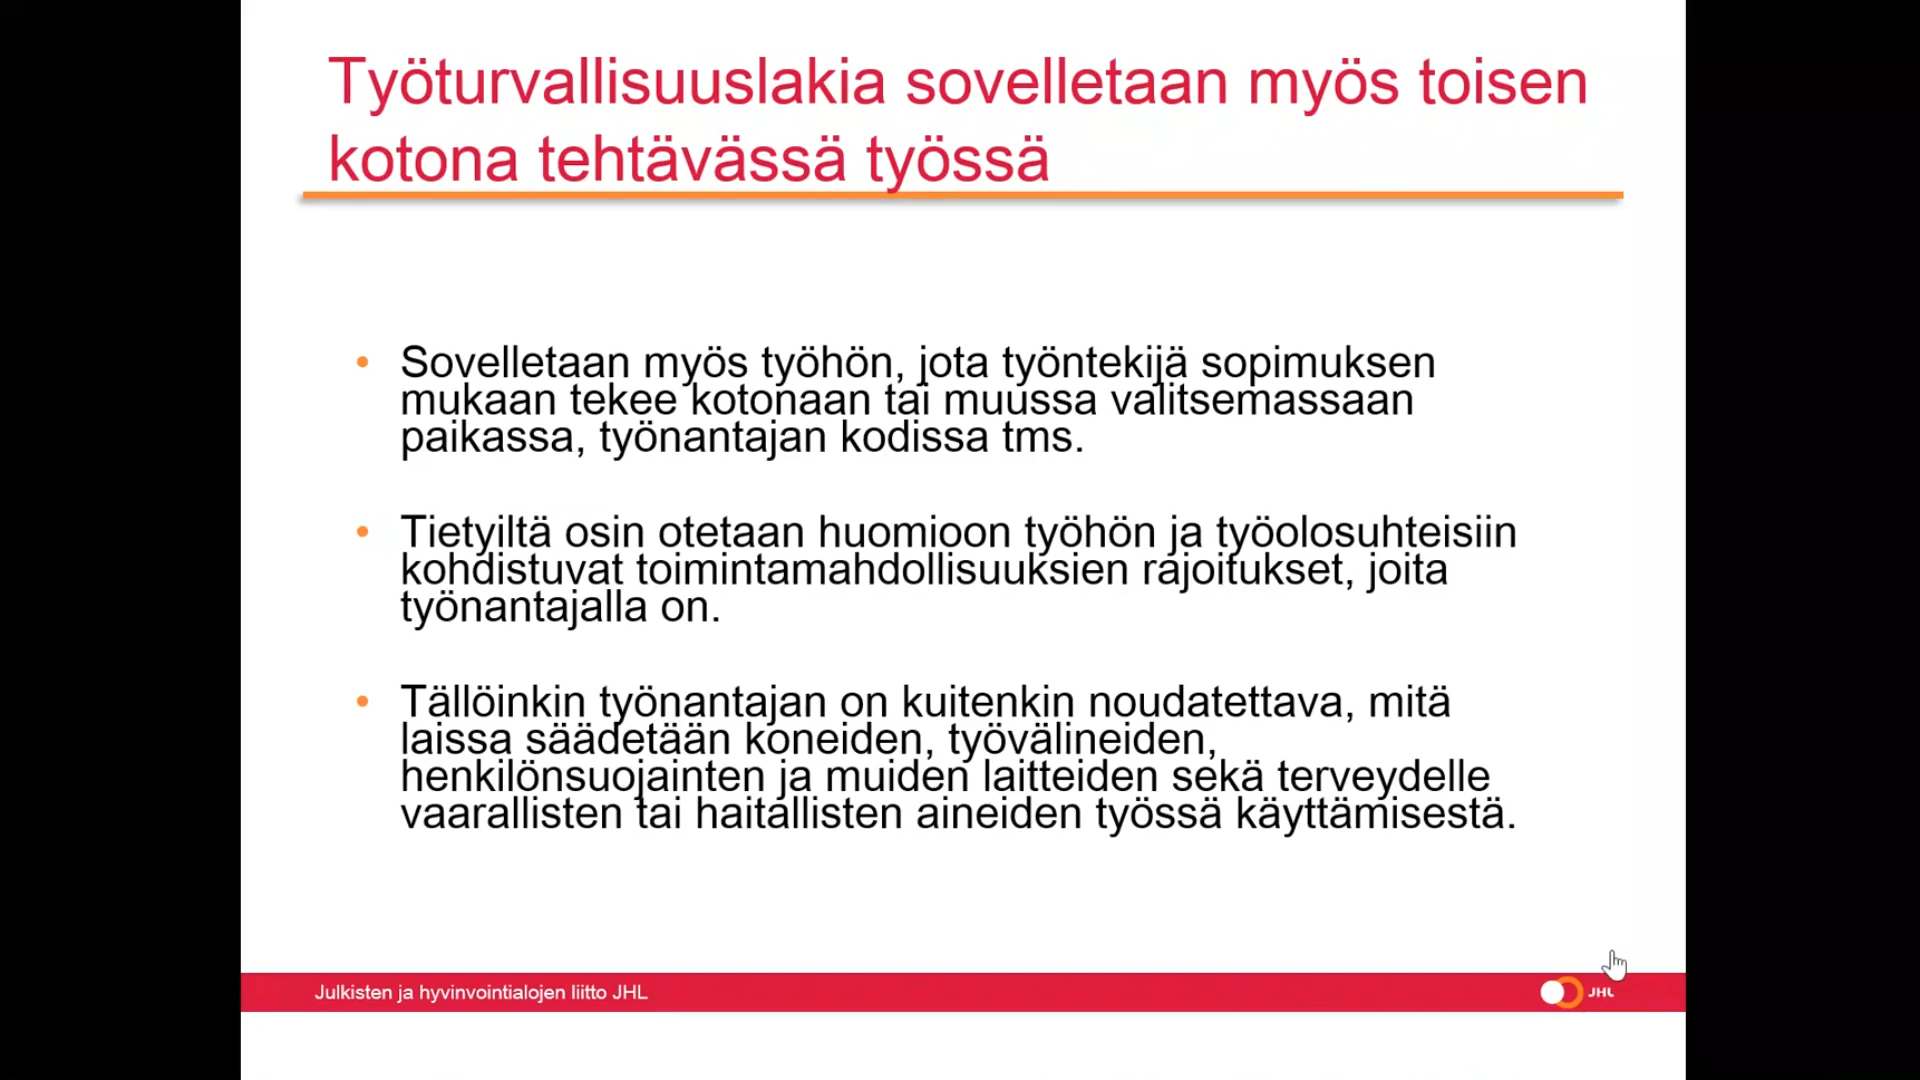 Työturvallisuuslakia sovelletaan myös toisen
kotona tehtävässä työssä
• Sovelletaan myös työhön, jota työntekijä sopimuksen
mukaan tekee kotonaan tai muussa valitsemassaan
paikassa, työnantajan kodissa tms.
• Tietyiltä osin otetaan huomioon työhön ja työolosuhteisiin
kohdistuvat toimintamahdollisuuksien rajoitukset, joita
työnantajalla on.
• Tällöinkin työnantajan on kuitenkin noudatettava, mitä
laissa säädetään koneiden, työvälineiden,
henkilönsuojainten ja muiden laitteiden sekä terveydelle
vaarallisten tai haitallisten aineiden työssä käyttämisestä.
Julkisten ja hyvinvointialojen liitto JHL
JHL